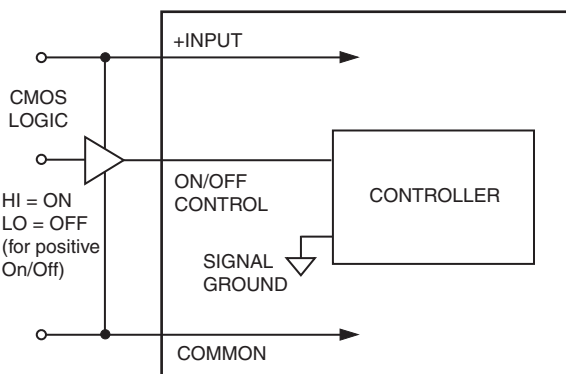 +INPUT
CMOS
LOGIC
HI = ON
LO = OFF
(for positive
On/Off)
ON/OFF
CONTROL
CONTROLLER
SIGNAL
GROUND
COMMON